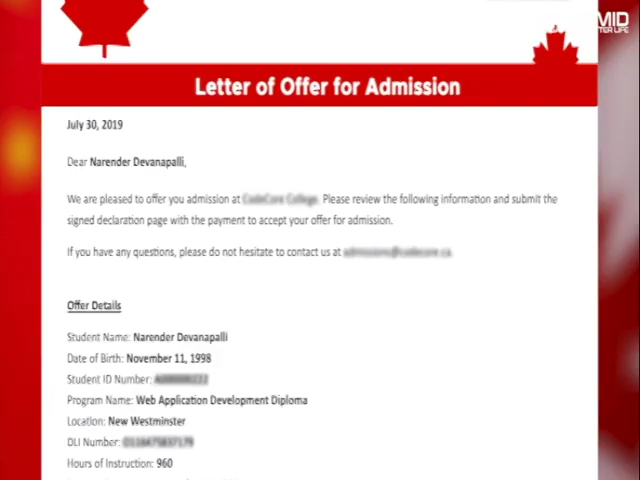 MID
TER LIFE
Letter of Offer for Admission
July 30, 2019
Dear Narender Devanapalli,
We are pleased to offer you admission at Please review the following information and submit the
signed declaration page with the payment to accept your offer for admission.
If you have any questions, please do not hesitate to contact us at
Offer Details
Student Name: Narender Devanapalli
Date of Birth: November 11, 1998
Student ID Number:
Program Name: Web Application Development Diploma
Location: New Westminster
DLI Number:
Hours of Instruction: 960